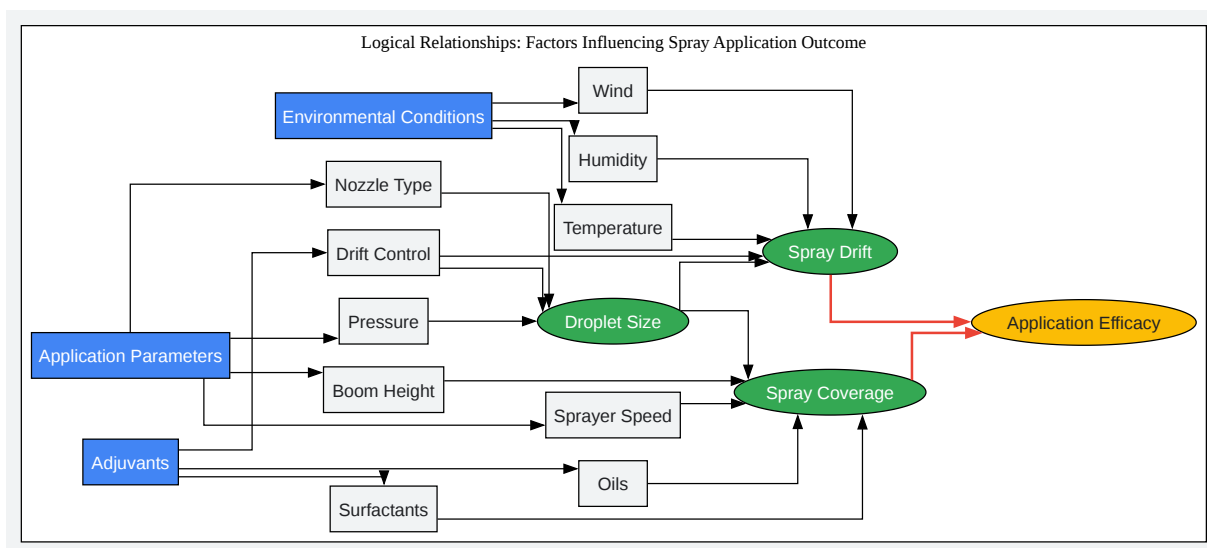 Logical Relationships: Factors Influencing Spray Application Outcome
Wind
Environmental Conditions
Humidity
Nozzle Type
Temperature
Drift Control
Spray Drift
Pressure
Droplet Size
Application Efficacy
Application Parameters
Boom Height
Spray Coverage
Sprayer Speed
Adjuvants
Oils
Surfactants